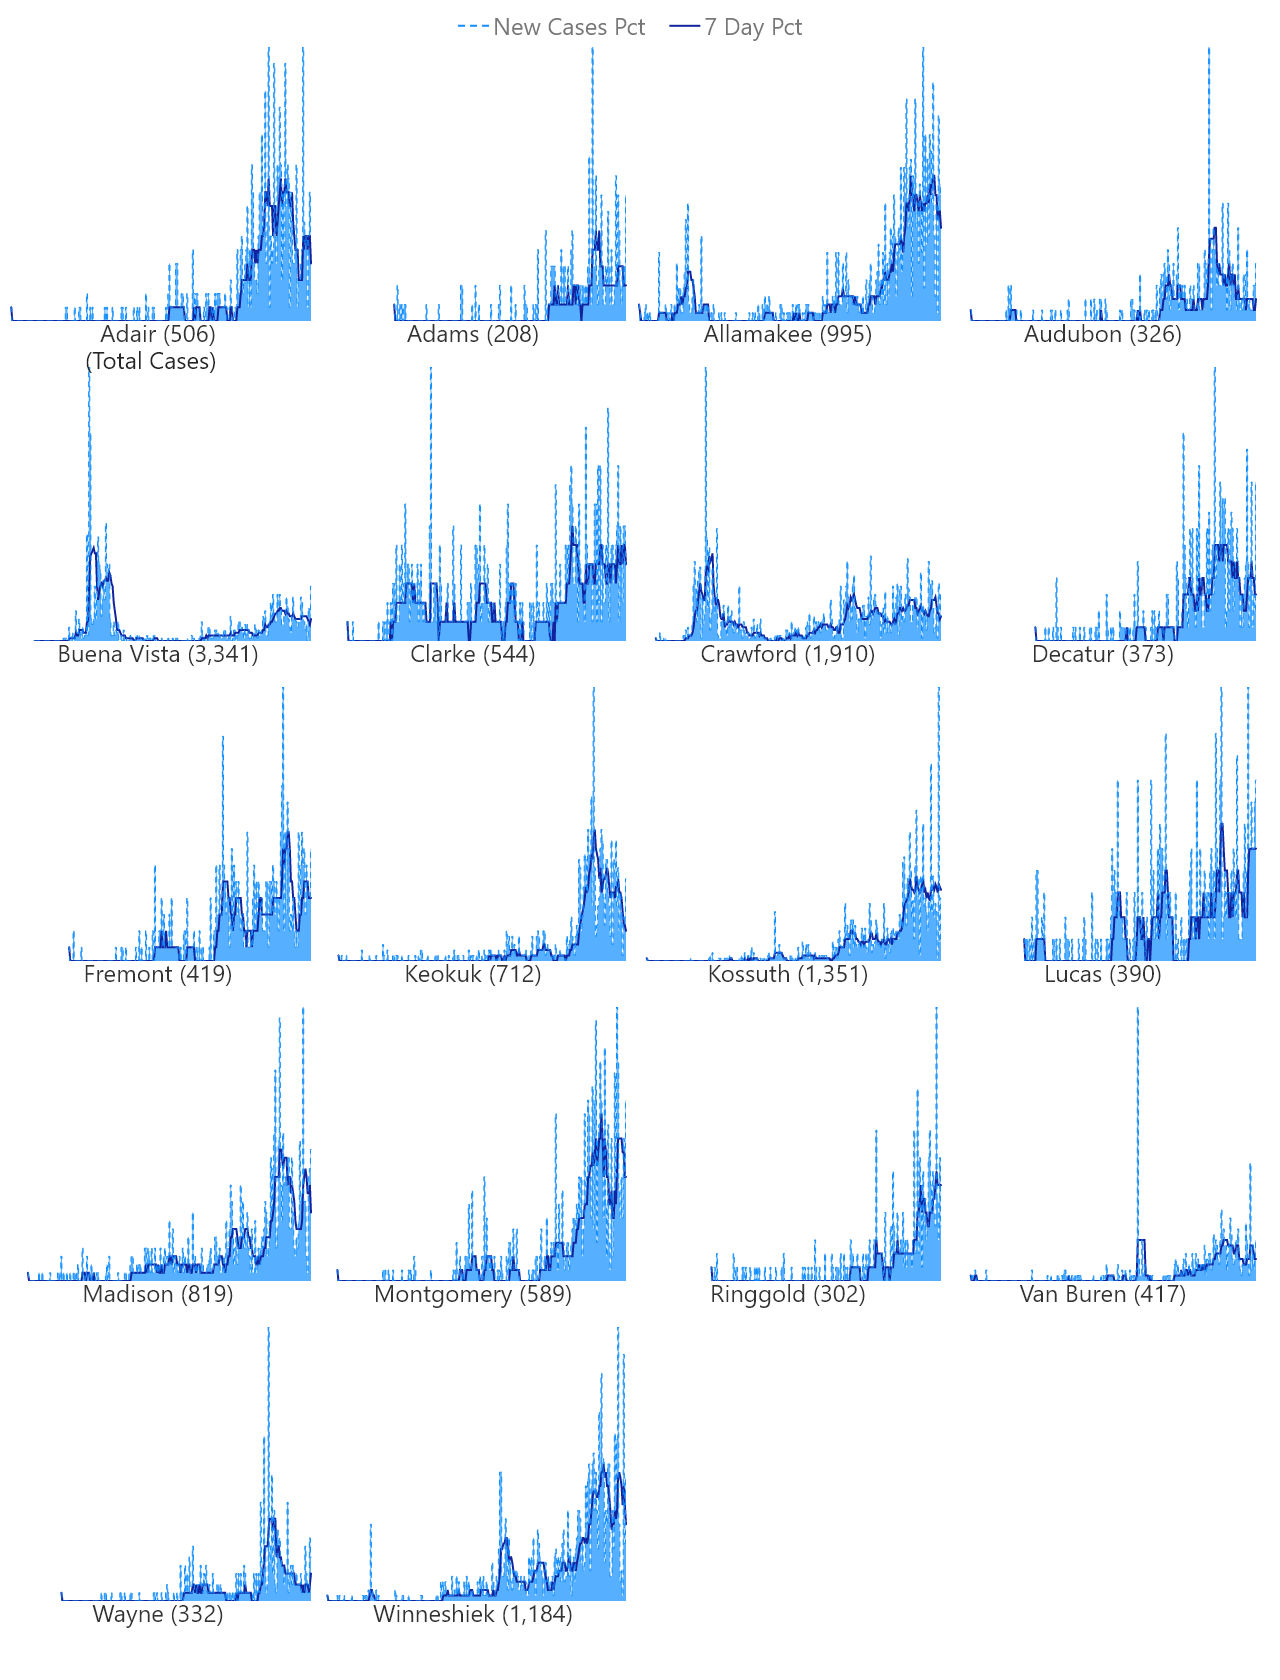 New Cases Pct 7 Day Pct
Adair (506) Adams (208) Allamakee (995) Audubon (326)
(Total Cases)
Buena Vista (3,341) Clarke (544) Crawford (1,910) Decatur (373)
Fremont (419) Keokuk (712) Kossuth (1,351) Lucas (390)
Madison (819) Montgomery (589) Ringgold (302) Van Buren (417)
Wayne (332) Winneshiek (1,184)